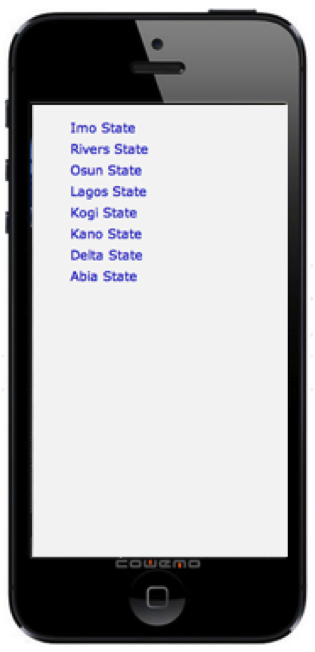 Imo State
Rivers State
Osun State
Lagos State
Kogi State
Kano State
Delta State
Abia State
cowemo